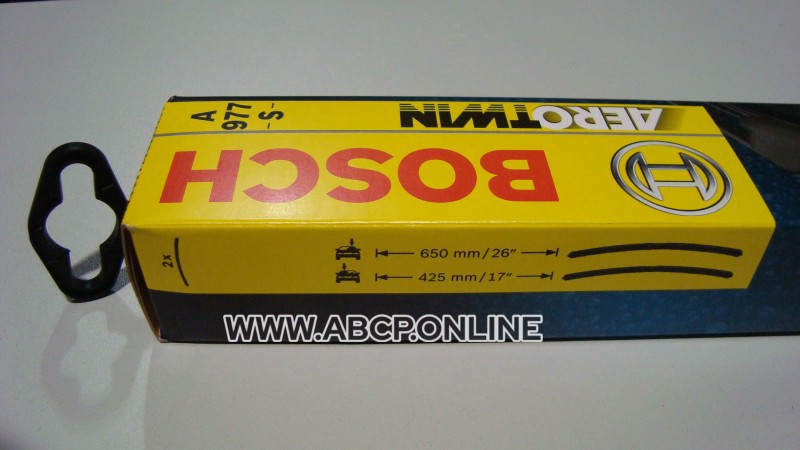 AEROTWIN
A
977
-S-
BOSCH
2x
650 mm/26"
425 mm/17"
WWW.ABCP.ONLINE